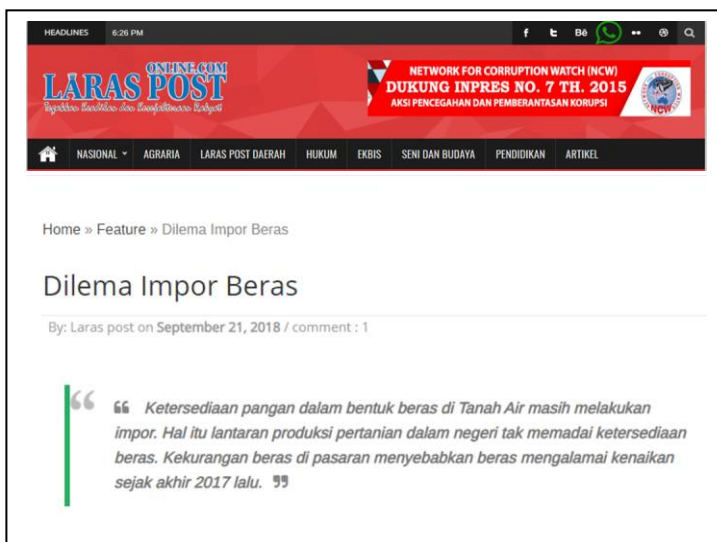 HEADLINES 6:26 PM
ONLINE.COM
LARAS POST
NETWORK FOR CORRUPTION WATCH (NCW)
DUKUNG INPRES NO. 7 TH. 2015
AKSI PENCEGAHAN DAN PEMBERANTASAN KORUPSI
NCW
NASIONAL AGRARIA LARAS POST DAERAH HUKUM EKBIS SENI DAN BUDAYA PENDIDIKAN ARTIKEL
Home » Feature » Dilema Impor Beras
Dilema Impor Beras
By: Laras post on September 21, 2018 / comment : 1
“ “ Ketersediaan pangan dalam bentuk beras di Tanah Air masih melakukan
impor. Hal itu lantaran produksi pertanian dalam negeri tak memadai ketersediaan
beras. Kekurangan beras di pasaran menyebabkan beras mengalami kenaikan
sejak akhir 2017 lalu. ”